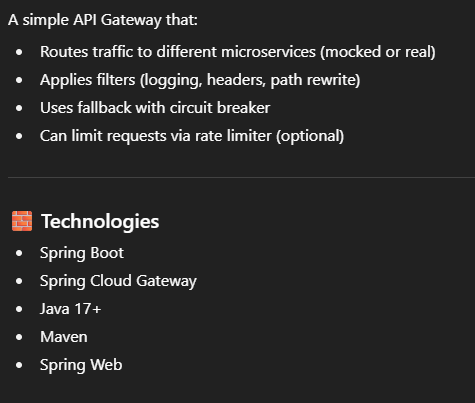 A simple API Gateway that:
• Routes traffic to different microservices (mocked or real)
• Applies filters (logging, headers, path rewrite)
• Uses fallback with circuit breaker
• Can limit requests via rate limiter (optional)
🧱 Technologies
• Spring Boot
• Spring Cloud Gateway
• Java 17+
• Maven
• Spring Web